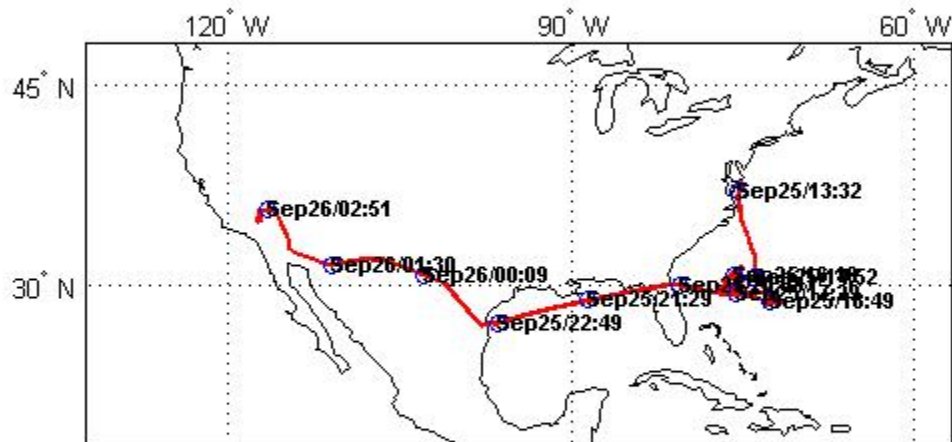 120° W
90° W
60° W
45° N
Sep25/13:32
Sep26/02:51
Sep26/01:30
Sep26/00:09
30° N
Sep25/21:29
Sep25/16:49
Sep25/22:49